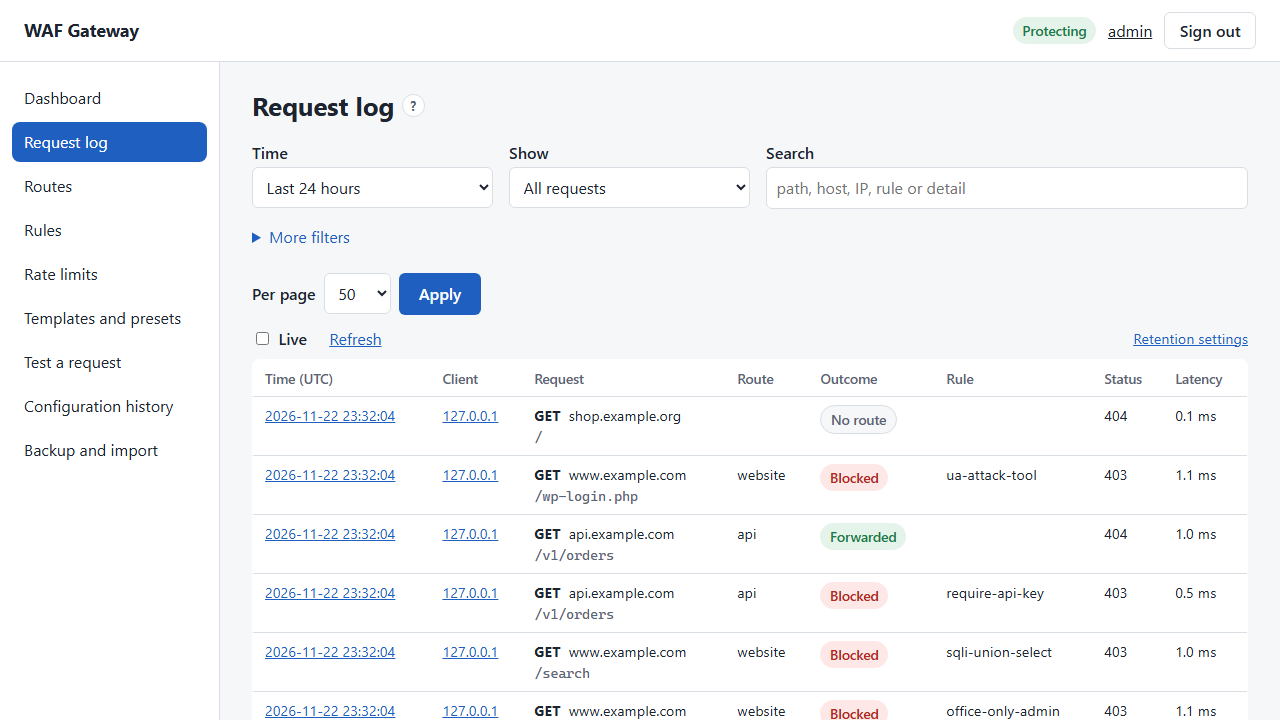 WAF Gateway
Protecting admin Sign out
Dashboard
Request log
Routes
Rules
Rate limits
Templates and presets
Test a request
Configuration history
Backup and import
Request log ?
Time Show Search
Last 24 hours All requests path, host, IP, rule or detail
More filters
Per page 50 Apply
Live Refresh Retention settings
Time (UTC) Client Request Route Outcome Rule Status Latency
2026-11-22 23:32:04 127.0.0.1 GET shop.example.org No route 404 0.1 ms
/
2026-11-22 23:32:04 127.0.0.1 GET www.example.com website Blocked ua-attack-tool 403 1.1 ms
/wp-login.php
2026-11-22 23:32:04 127.0.0.1 GET api.example.com api Forwarded 404 1.0 ms
/v1/orders
2026-11-22 23:32:04 127.0.0.1 GET api.example.com api Blocked require-api-key 403 0.5 ms
/v1/orders
2026-11-22 23:32:04 127.0.0.1 GET www.example.com website Blocked sqli-union-select 403 1.0 ms
/search
2026-11-22 23:32:04 127.0.0.1 GET www.example.com website Blocked office-only-admin 403 1.1 ms